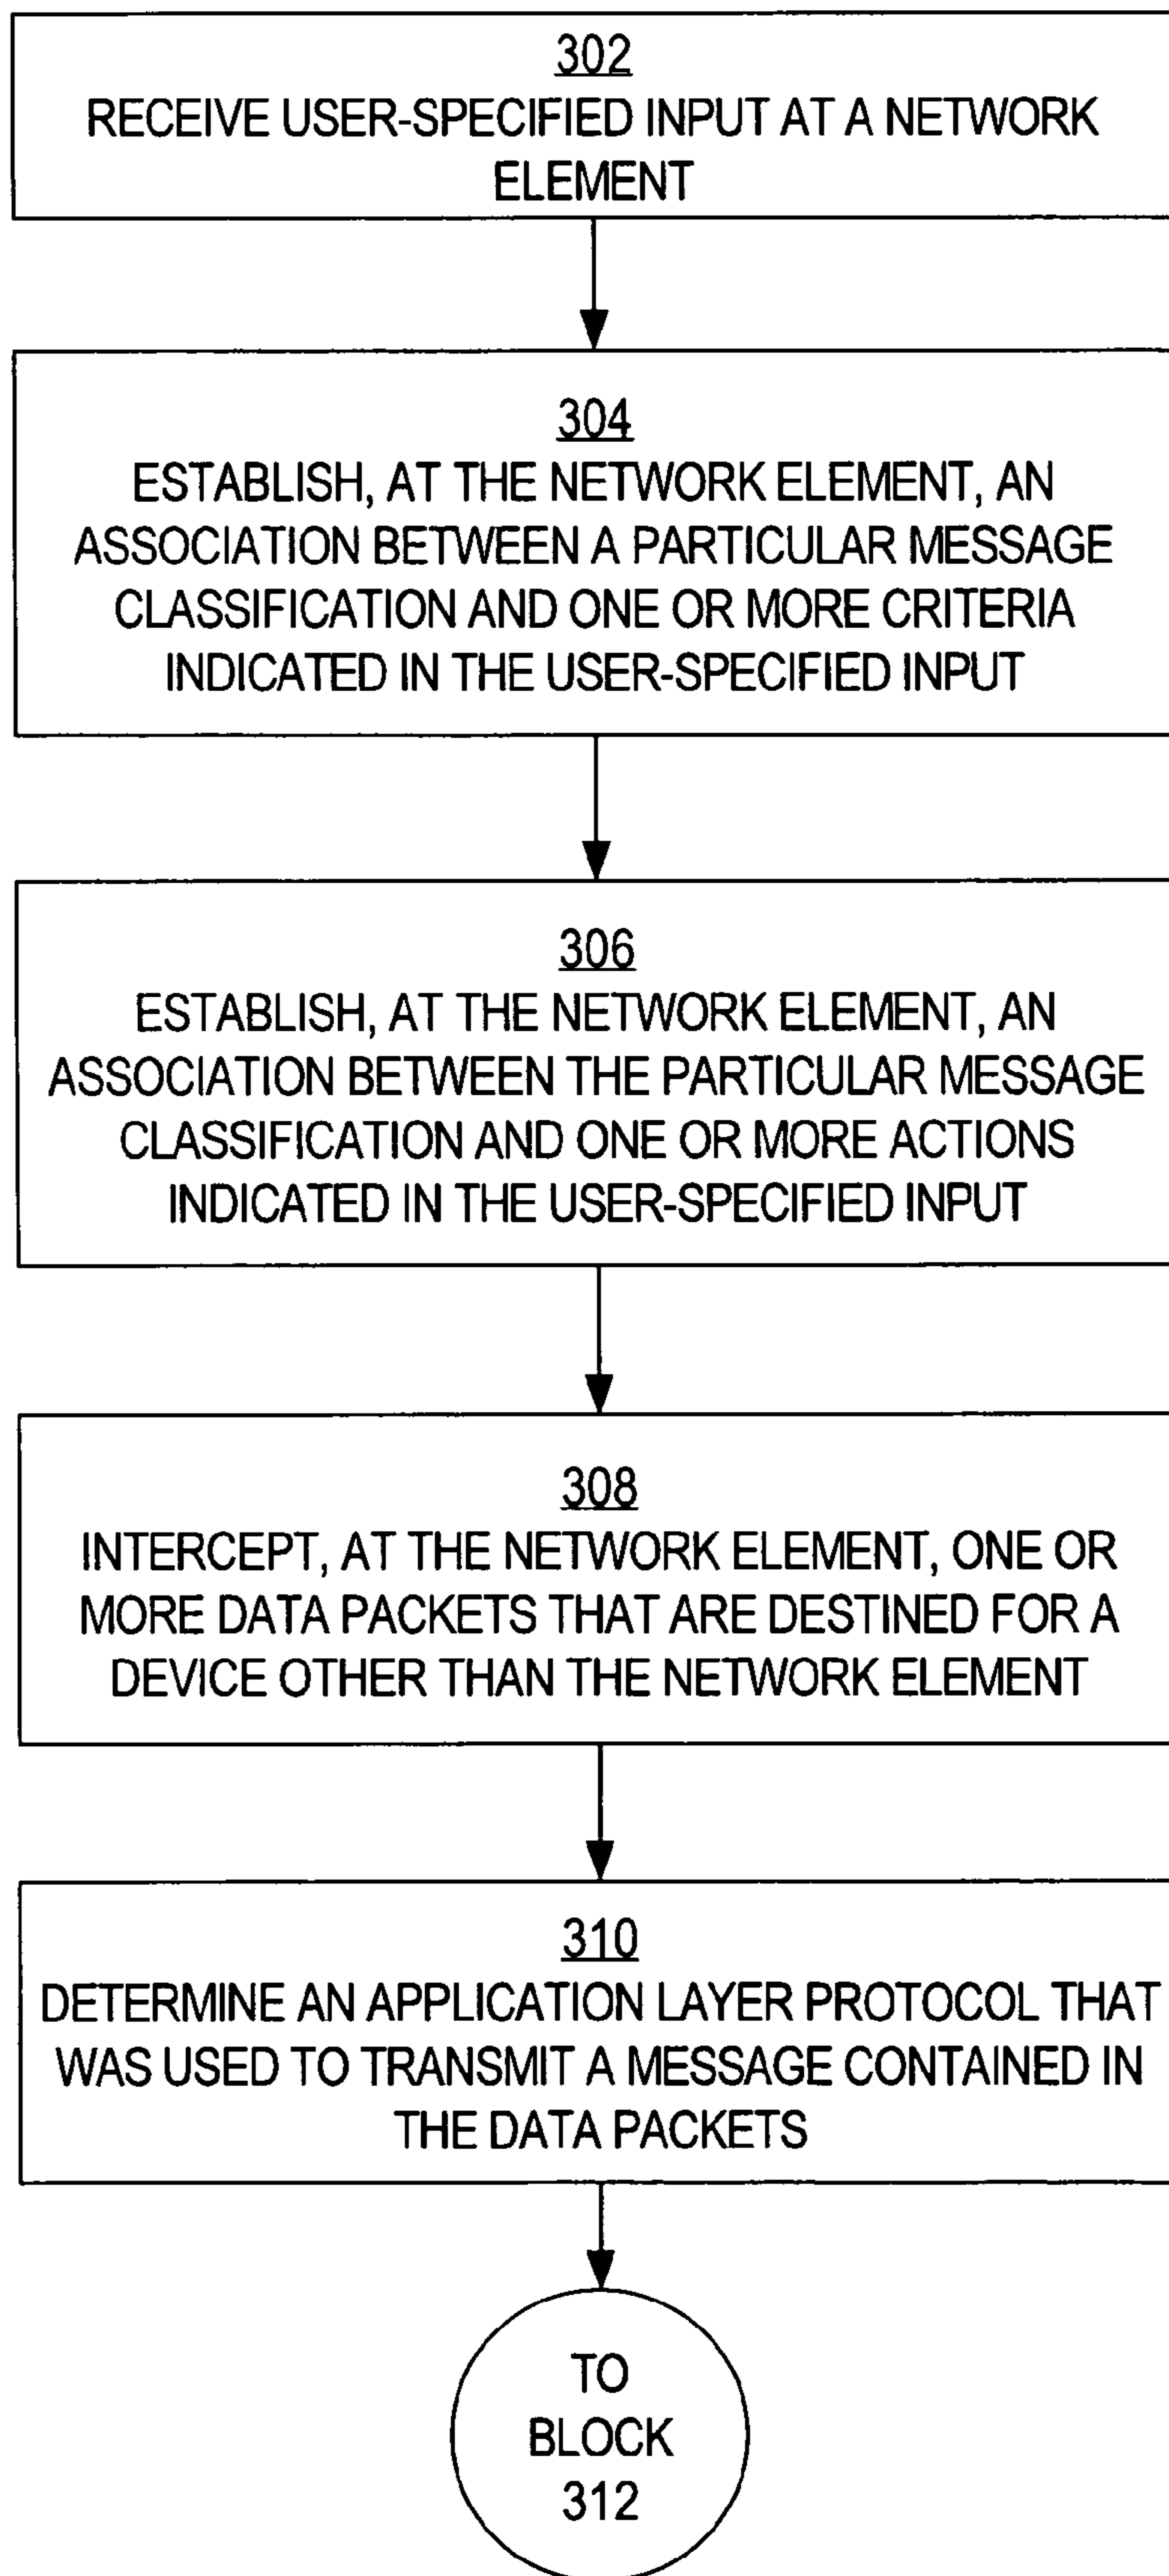 302
RECEIVE USER-SPECIFIED INPUT AT A NETWORK
ELEMENT
304
ESTABLISH, AT THE NETWORK ELEMENT, AN
ASSOCIATION BETWEEN A PARTICULAR MESSAGE
CLASSIFICATION AND ONE OR MORE CRITERIA
INDICATED IN THE USER-SPECIFIED INPUT
306
ESTABLISH, AT THE NETWORK ELEMENT, AN
ASSOCIATION BETWEEN THE PARTICULAR MESSAGE
CLASSIFICATION AND ONE OR MORE ACTIONS
INDICATED IN THE USER-SPECIFIED INPUT
308
INTERCEPT, AT THE NETWORK ELEMENT, ONE OR
MORE DATA PACKETS THAT ARE DESTINED FOR A
DEVICE OTHER THAN THE NETWORK ELEMENT
310
DETERMINE AN APPLICATION LAYER PROTOCOL THAT
WAS USED TO TRANSMIT A MESSAGE CONTAINED IN
THE DATA PACKETS
TO
BLOCK
312